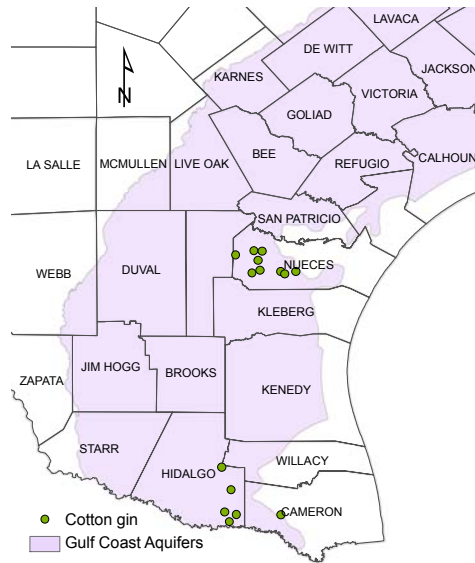 LAVACA
DE WITT
JACKSON
KARNES
VICTORIA
GOLIAD
BEE
LA SALLE
MCMULLEN
LIVE OAK
REFUGIO
CALHOUN
SAN PATRICIO
WEBB
DUVAL
NUECES
KLEBERG
JIM HOGG
BROOKS
ZAPATA
KENEDY
STARR
HIDALGO
WILLACY
CAMERON
N
Cotton gin
Gulf Coast Aquifers